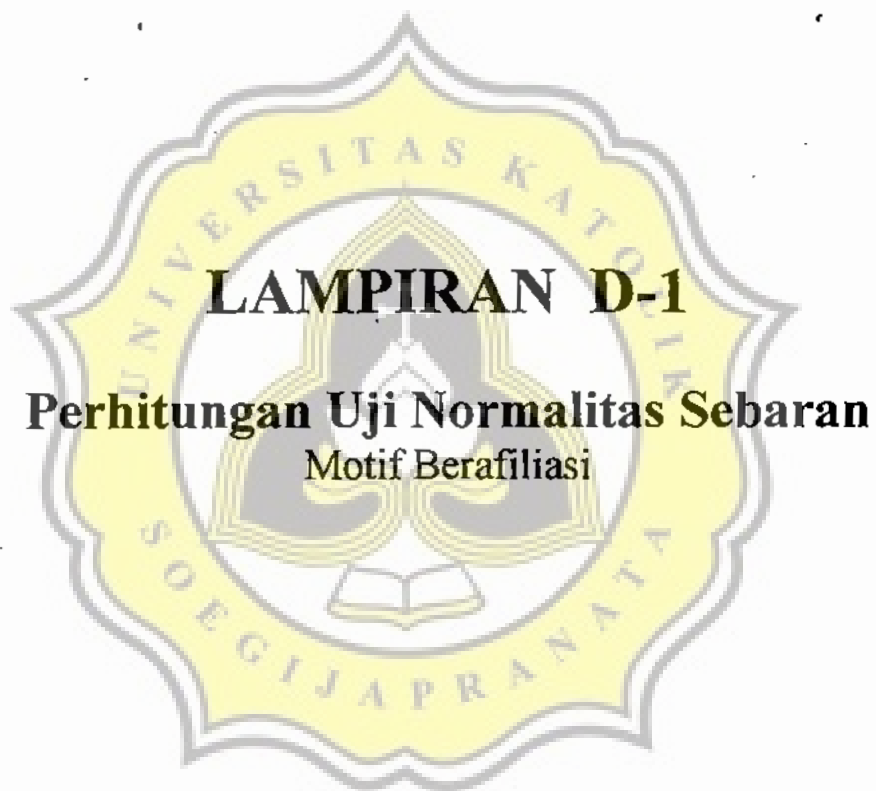 UNIVERSITAS KATOLIK
LAMPIRAN D-1
Perhitungan Uji Normalitas Sebaran
Motif Berafiliasi
SOEGIJAPRANATA